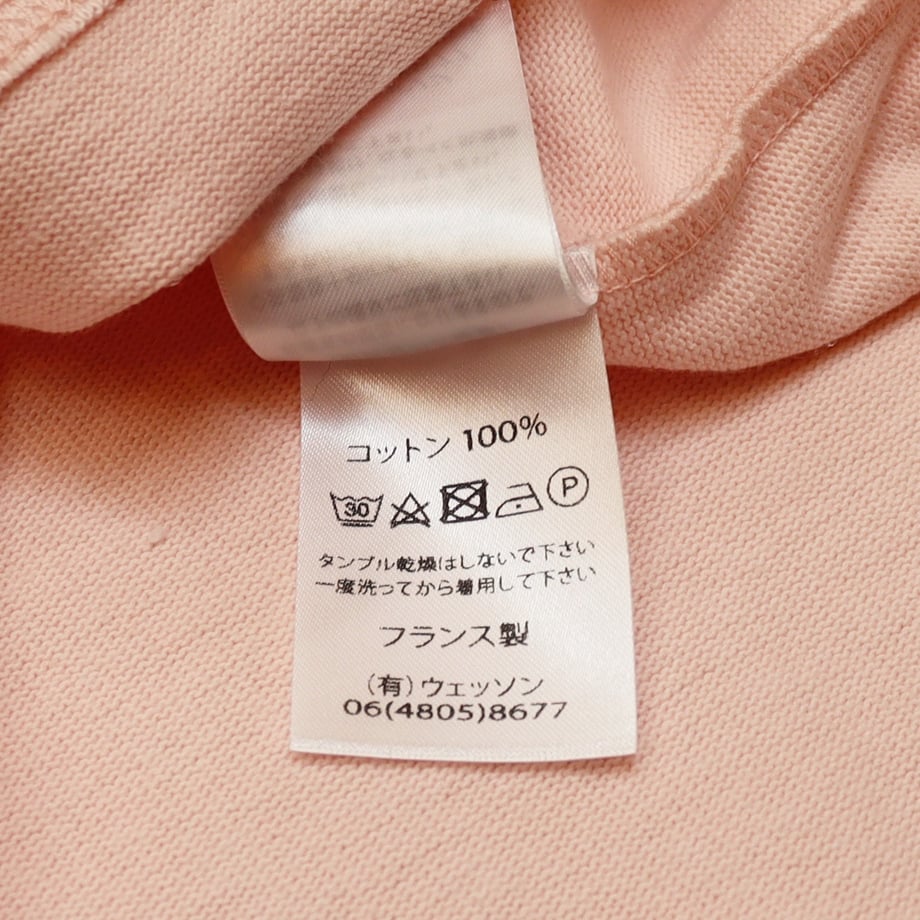 コットン 100%
30 P
タンブル乾燥はしないで下さい
一度洗ってから着用して下さい
フランス製
(有)ウェッソン
06(4805)8677